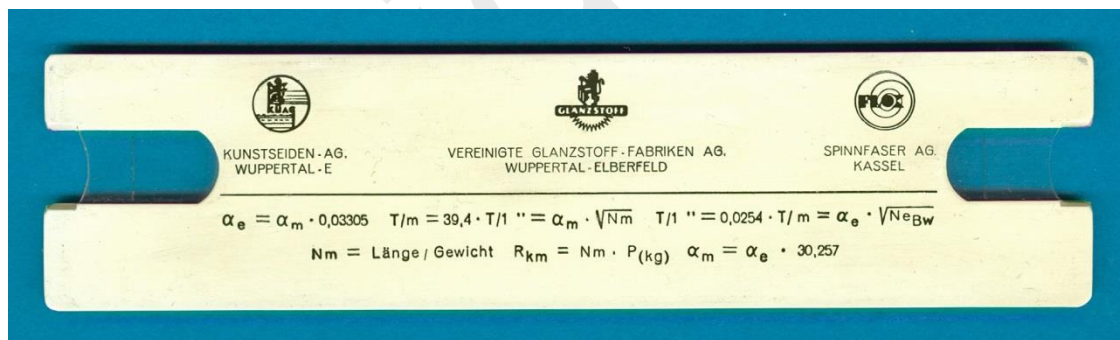 KUAG
GLANZSTOFF
FLOX
KUNSTSEIDEN-AG.
WUPPERTAL-E
VEREINIGTE GLANZSTOFF-FABRIKEN AG.
WUPPERTAL-ELBERFELD
SPINNFASER AG.
KASSEL
αe = αm · 0,03305 T/m = 39,4 · T/1 " = αm · √Nm T/1 " = 0,0254 · T/m = αe · √NeBw
Nm = Länge / Gewicht Rkm = Nm · P(kg) αm = αe · 30,257